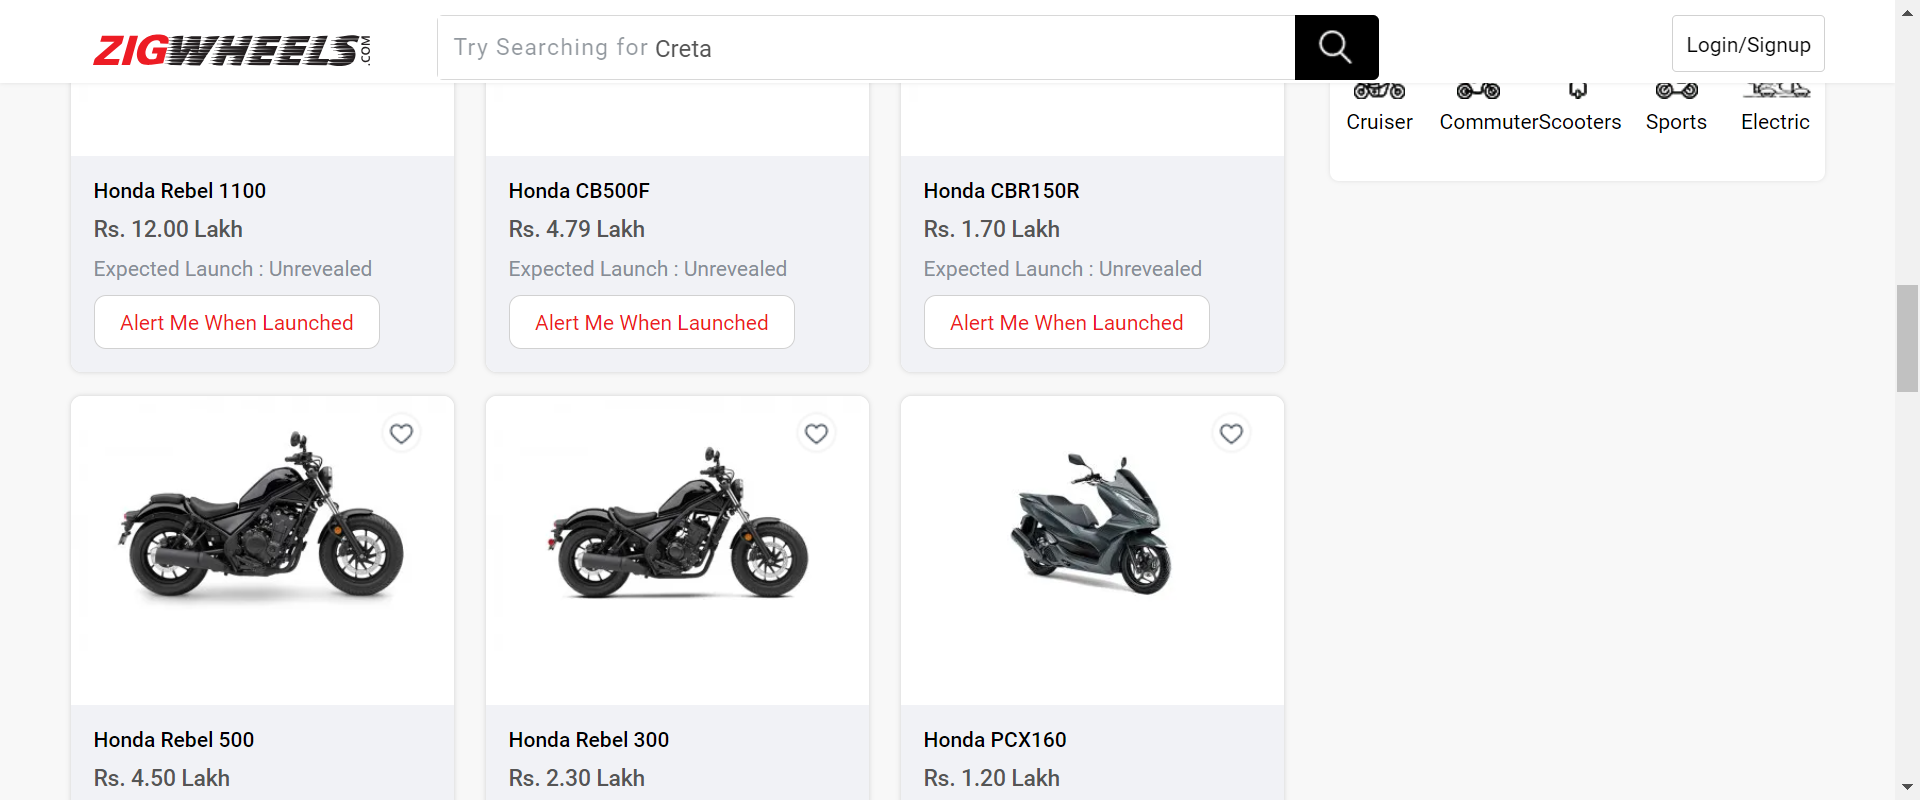 ZIGWHEELS.COM
Try Searching for Creta
Login/Signup
Cruiser
Commuter
Scooters
Sports
Electric
Honda Rebel 1100
Rs. 12.00 Lakh
Expected Launch : Unrevealed
Alert Me When Launched
Honda CB500F
Rs. 4.79 Lakh
Expected Launch : Unrevealed
Alert Me When Launched
Honda CBR150R
Rs. 1.70 Lakh
Expected Launch : Unrevealed
Alert Me When Launched
Honda Rebel 500
Rs. 4.50 Lakh
Honda Rebel 300
Rs. 2.30 Lakh
Honda PCX160
Rs. 1.20 Lakh